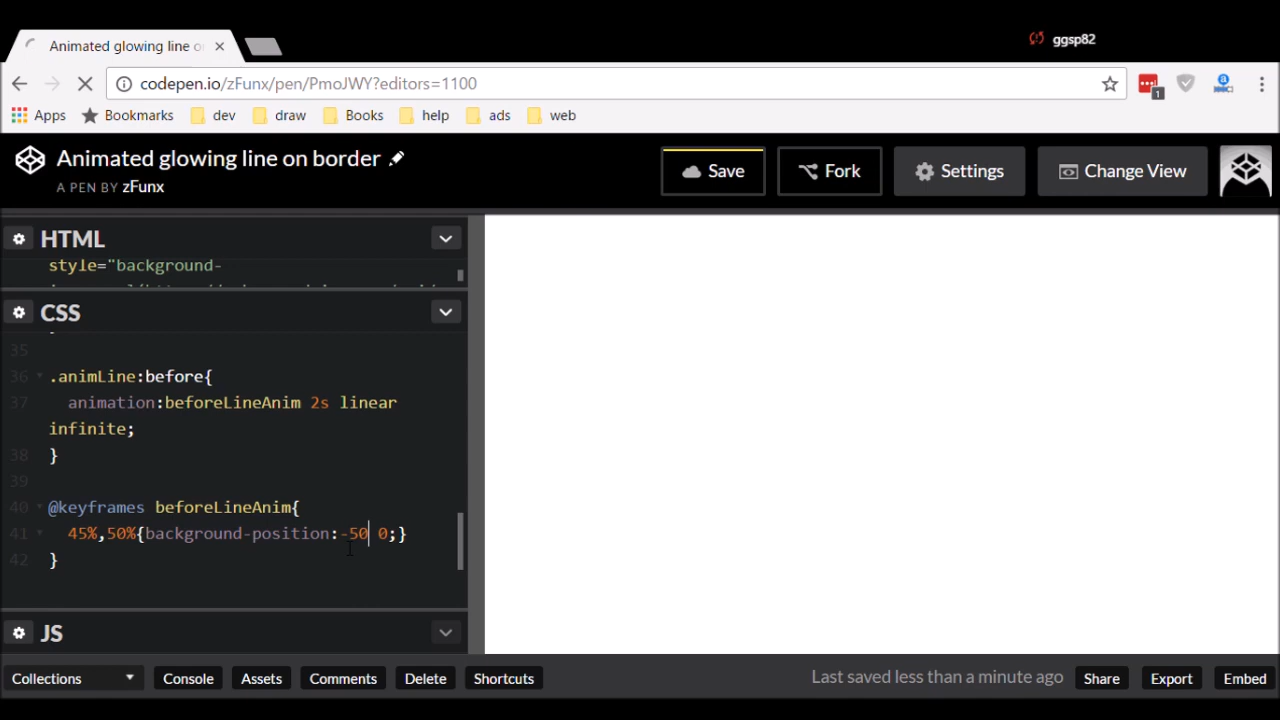 ggsp82
Animated glowing line o
codepen.io/zFunx/pen/PmoJWY?editors=1100
1
Apps Bookmarks dev draw Books help ads web
Animated glowing line on border
A PEN BY zFunx
Save Fork Settings Change View
HTML
style="background-
CSS
35
36 .animLine:before{
37 animation:beforeLineAnim 2s linear
infinite;
38 }
39
40 @keyframes beforeLineAnim{
41 45%,50%{background-position:-50 0;}
42 }
JS
Collections Console Assets Comments Delete Shortcuts Last saved less than a minute ago Share Export Embed